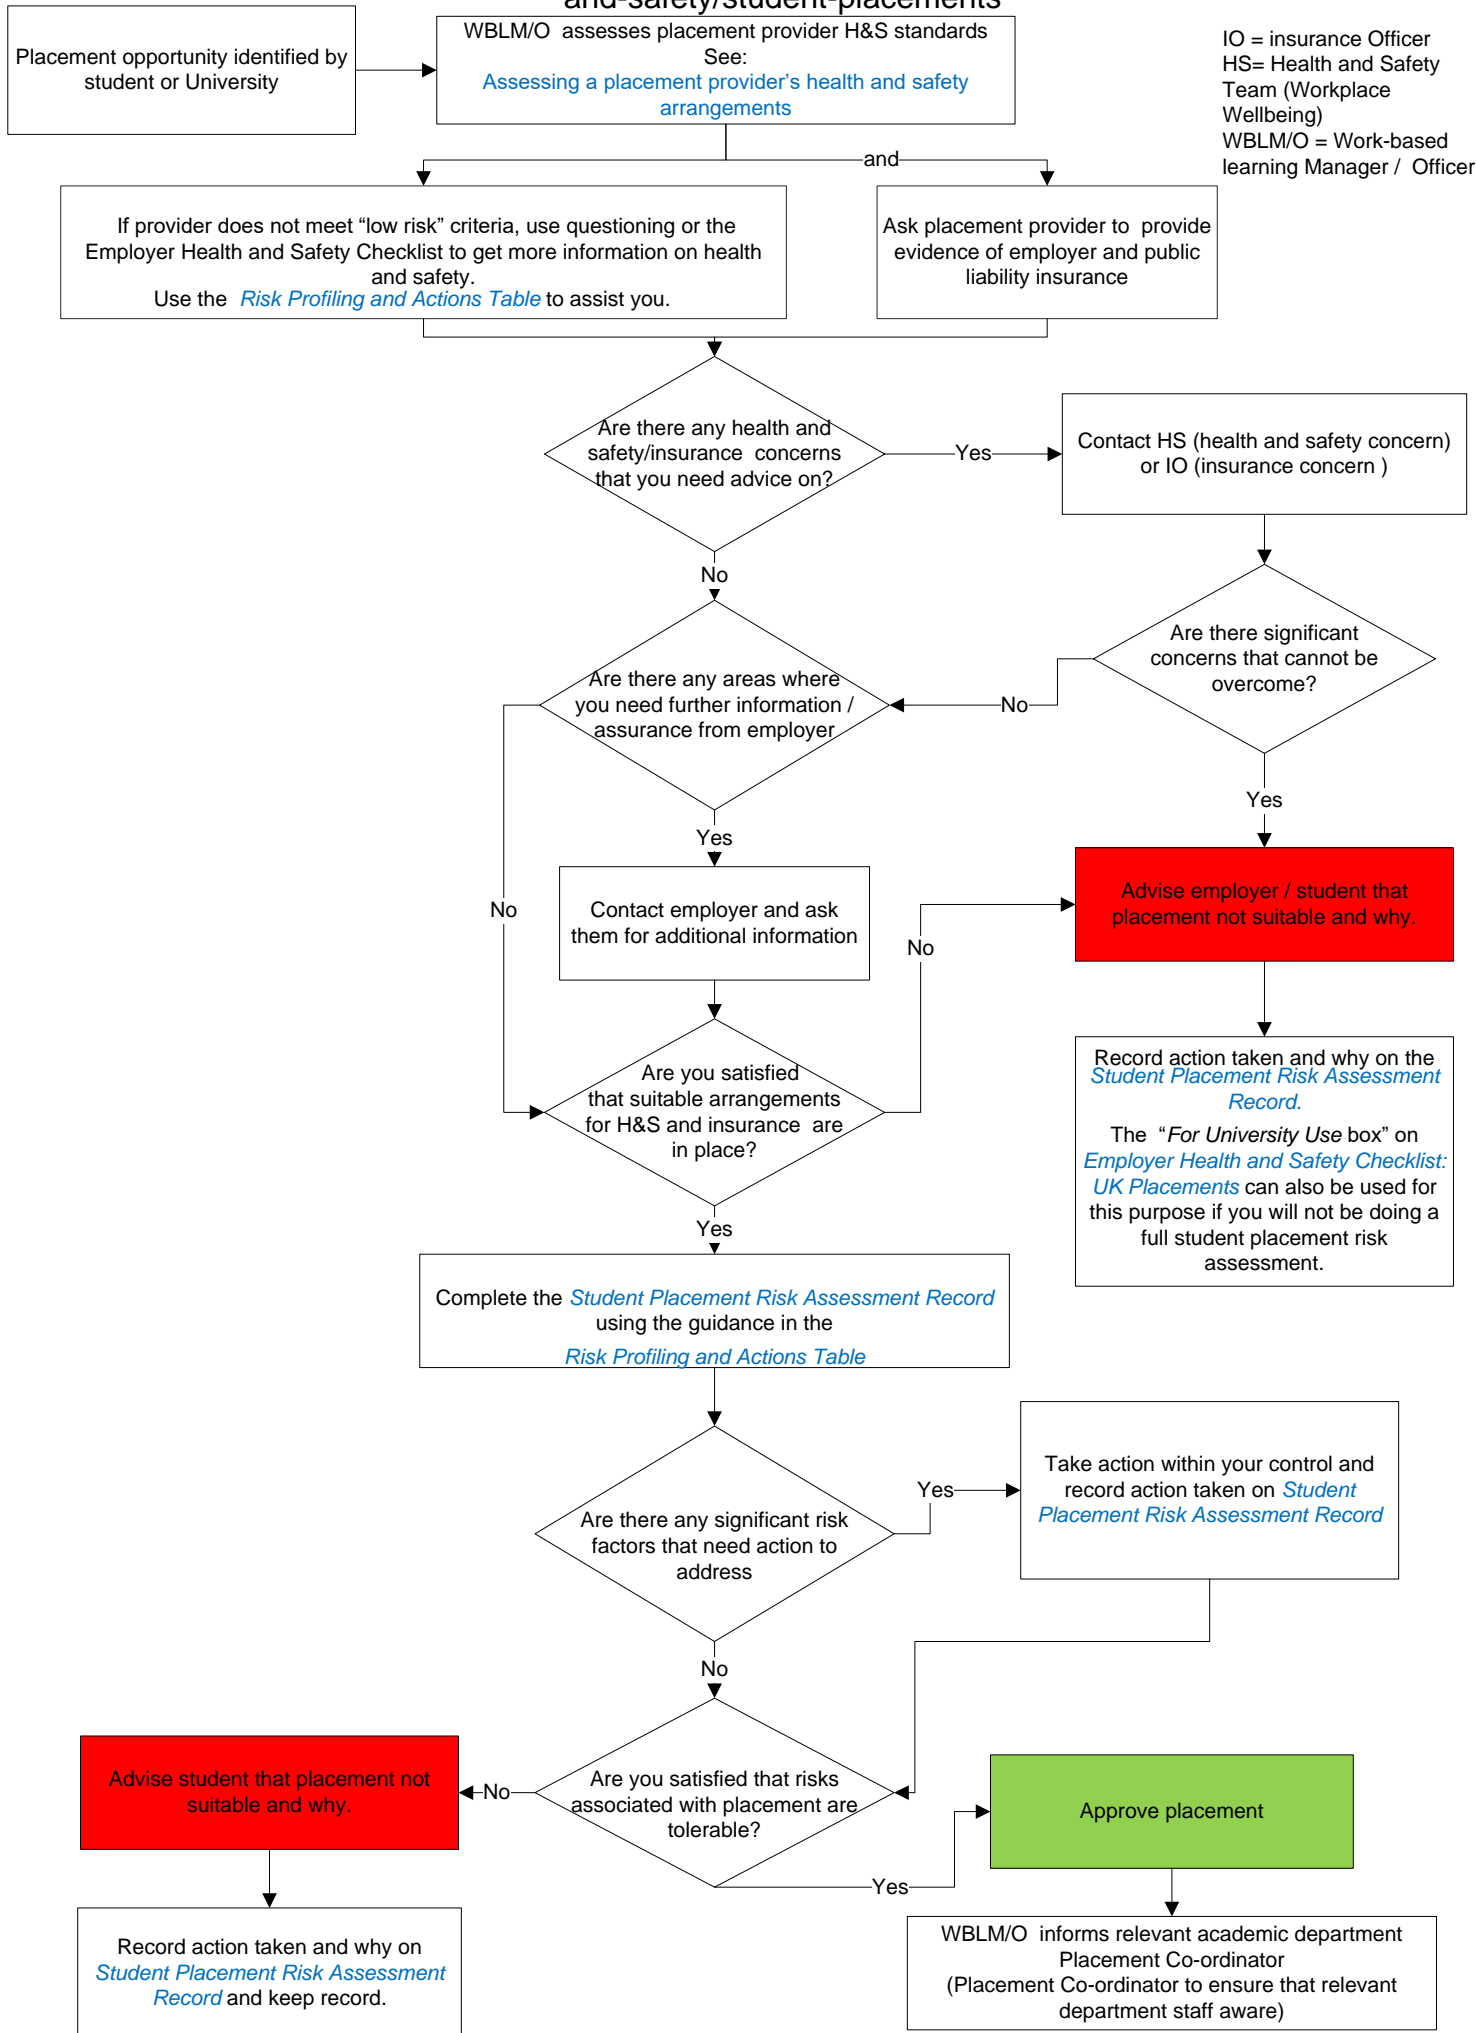 and-safety/student-placements
Placement opportunity identified by
student or University
WBLM/O  assesses placement provider H&S standards
See:
Assessing a placement provider's health and safety
arrangements
IO = insurance Officer
HS= Health and Safety
Team (Workplace
Wellbeing)
WBLM/O = Work-based
learning Manager /  Officer
and
If provider does not meet “low risk” criteria, use questioning or the
Employer Health and Safety Checklist to get more information on health
and safety.
Use the  Risk Profiling and Actions Table to assist you.
Ask placement provider to  provide
evidence of employer and public
liability insurance
Are there any health and
safety/insurance  concerns
that you need advice on?
Yes
Contact HS (health and safety concern)
or IO (insurance concern )
No
Are there significant
concerns that cannot be
overcome?
No
Are there any areas where
you need further information /
assurance from employer
Yes
Yes
No
Contact employer and ask
them for additional information
No
Advise employer / student that
placement not suitable and why.
Are you satisfied
that suitable arrangements
for H&S and insurance  are
in place?
Record action taken and why on the
Student Placement Risk Assessment
Record.
The  “For University Use box” on
Employer Health and Safety Checklist:
UK Placements can also be used for
this purpose if you will not be doing a
full student placement risk
assessment.
Yes
Complete the Student Placement Risk Assessment Record
using the guidance in the
Risk Profiling and Actions Table
Are there any significant risk
factors that need action to
address
Yes
Take action within your control and
record action taken on Student
Placement Risk Assessment Record
No
Are you satisfied that risks
associated with placement are
tolerable?
No
Advise student that placement not
suitable and why.
Yes
Approve placement
Record action taken and why on
Student Placement Risk Assessment
Record and keep record.
WBLM/O  informs relevant academic department
Placement Co-ordinator
(Placement Co-ordinator to ensure that relevant
department staff aware)